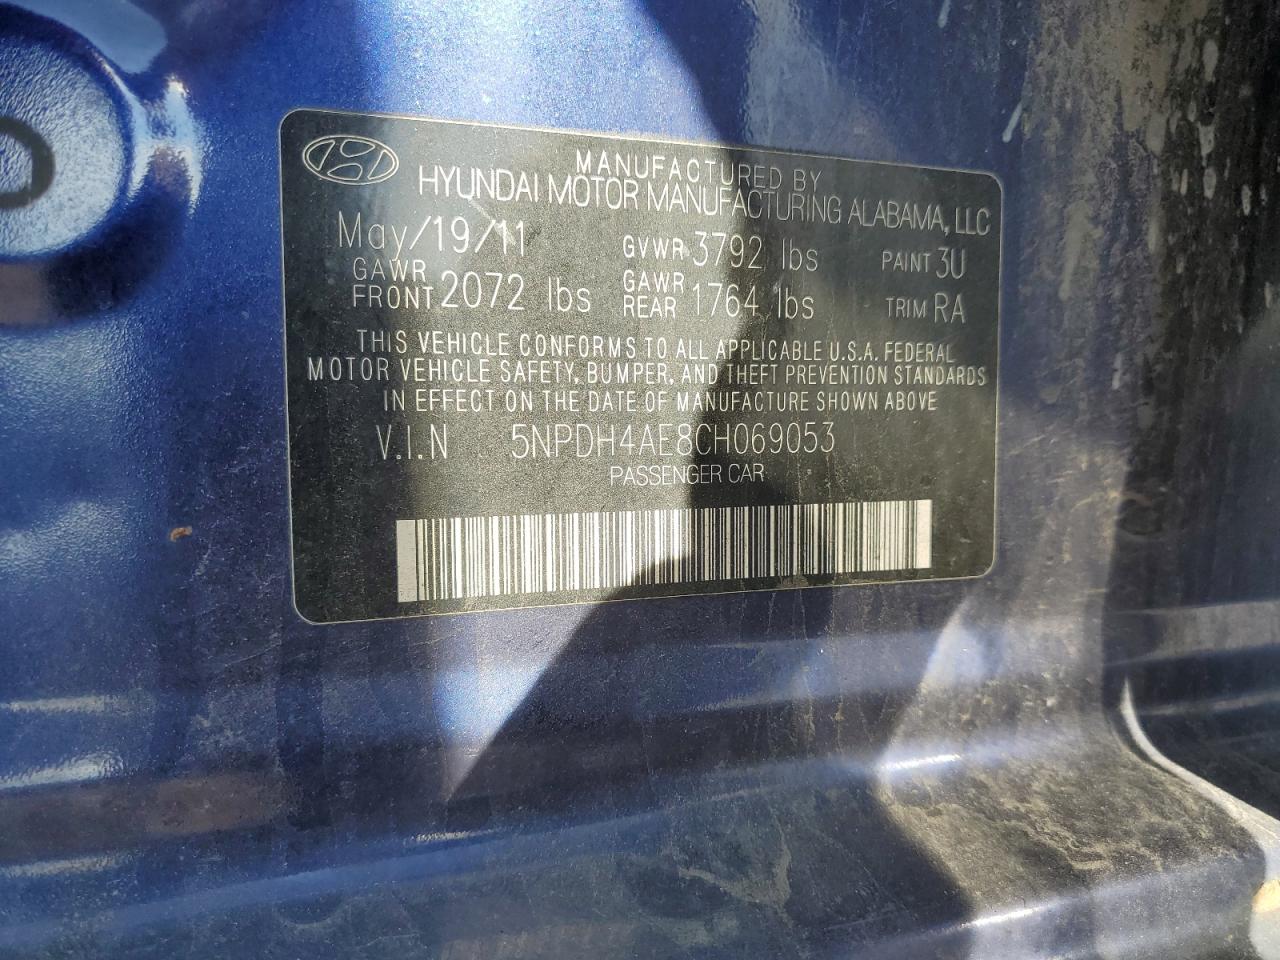 MANUFACTURED BY
HYUNDAI MOTOR MANUFACTURING ALABAMA, LLC
May/19/11 GVWR 3792 lbs PAINT 3U
GAWR FRONT 2072 lbs GAWR REAR 1764 lbs TRIM RA
THIS VEHICLE CONFORMS TO ALL APPLICABLE U.S.A. FEDERAL
MOTOR VEHICLE SAFETY, BUMPER, AND THEFT PREVENTION STANDARDS
IN EFFECT ON THE DATE OF MANUFACTURE SHOWN ABOVE
V.I.N 5NPDH4AE8CH069053
PASSENGER CAR